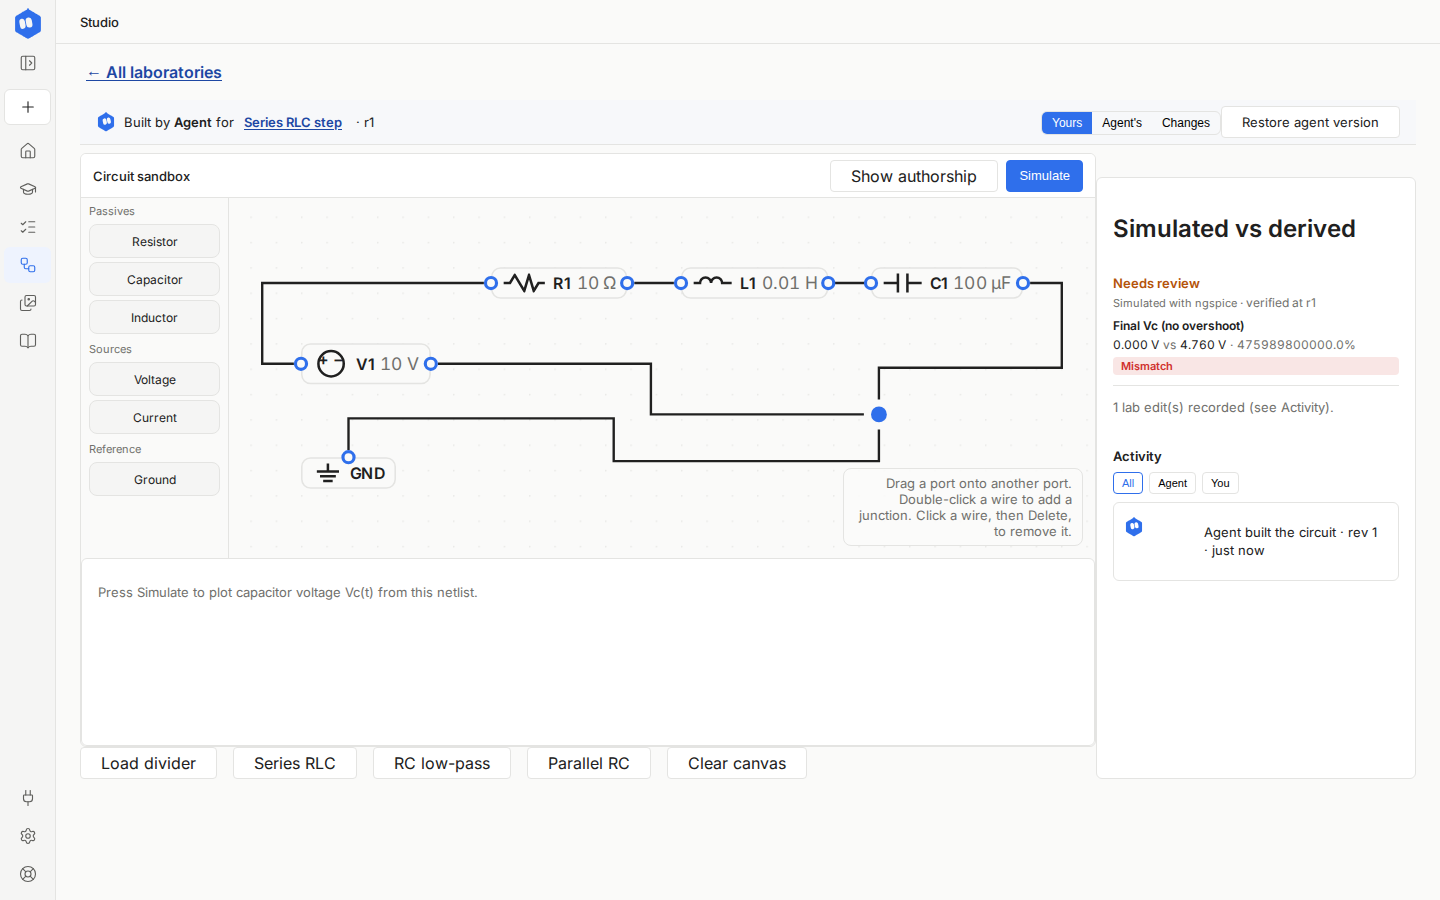 Studio
← All laboratories
Built by Agent for Series RLC step · r1
Yours Agent's Changes Restore agent version
Circuit sandbox
Show authorship Simulate
Passives
Resistor
Capacitor
Inductor
Sources
Voltage
Current
Reference
Ground
R1 10 Ω
L1 0.01 H
C1 100 µF
V1 10 V
GND
Drag a port onto another port.
Double-click a wire to add a
junction. Click a wire, then Delete,
to remove it.
Press Simulate to plot capacitor voltage Vc(t) from this netlist.
Load divider
Series RLC
RC low-pass
Parallel RC
Clear canvas
Simulated vs derived
Needs review
Simulated with ngspice · verified at r1
Final Vc (no overshoot)
0.000 V vs 4.760 V · 475989800000.0%
Mismatch
1 lab edit(s) recorded (see Activity).
Activity
All Agent You
Agent built the circuit · rev 1
· just now